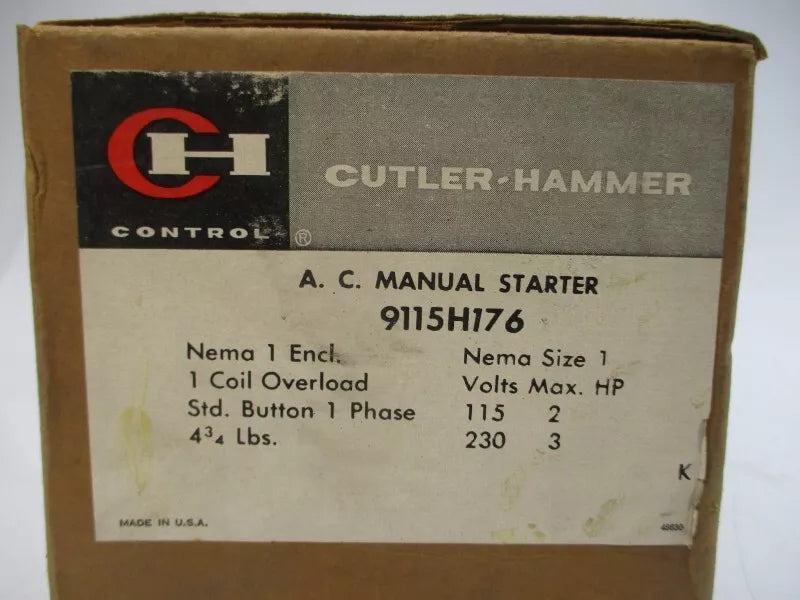 CH
CONTROL ®
CUTLER-HAMMER
A. C. MANUAL STARTER
9115H176
Nema 1 Encl. Nema Size 1
1 Coil Overload Volts Max. HP
Std. Button 1 Phase 115 2
4¾ Lbs. 230 3
K
MADE IN U.S.A.